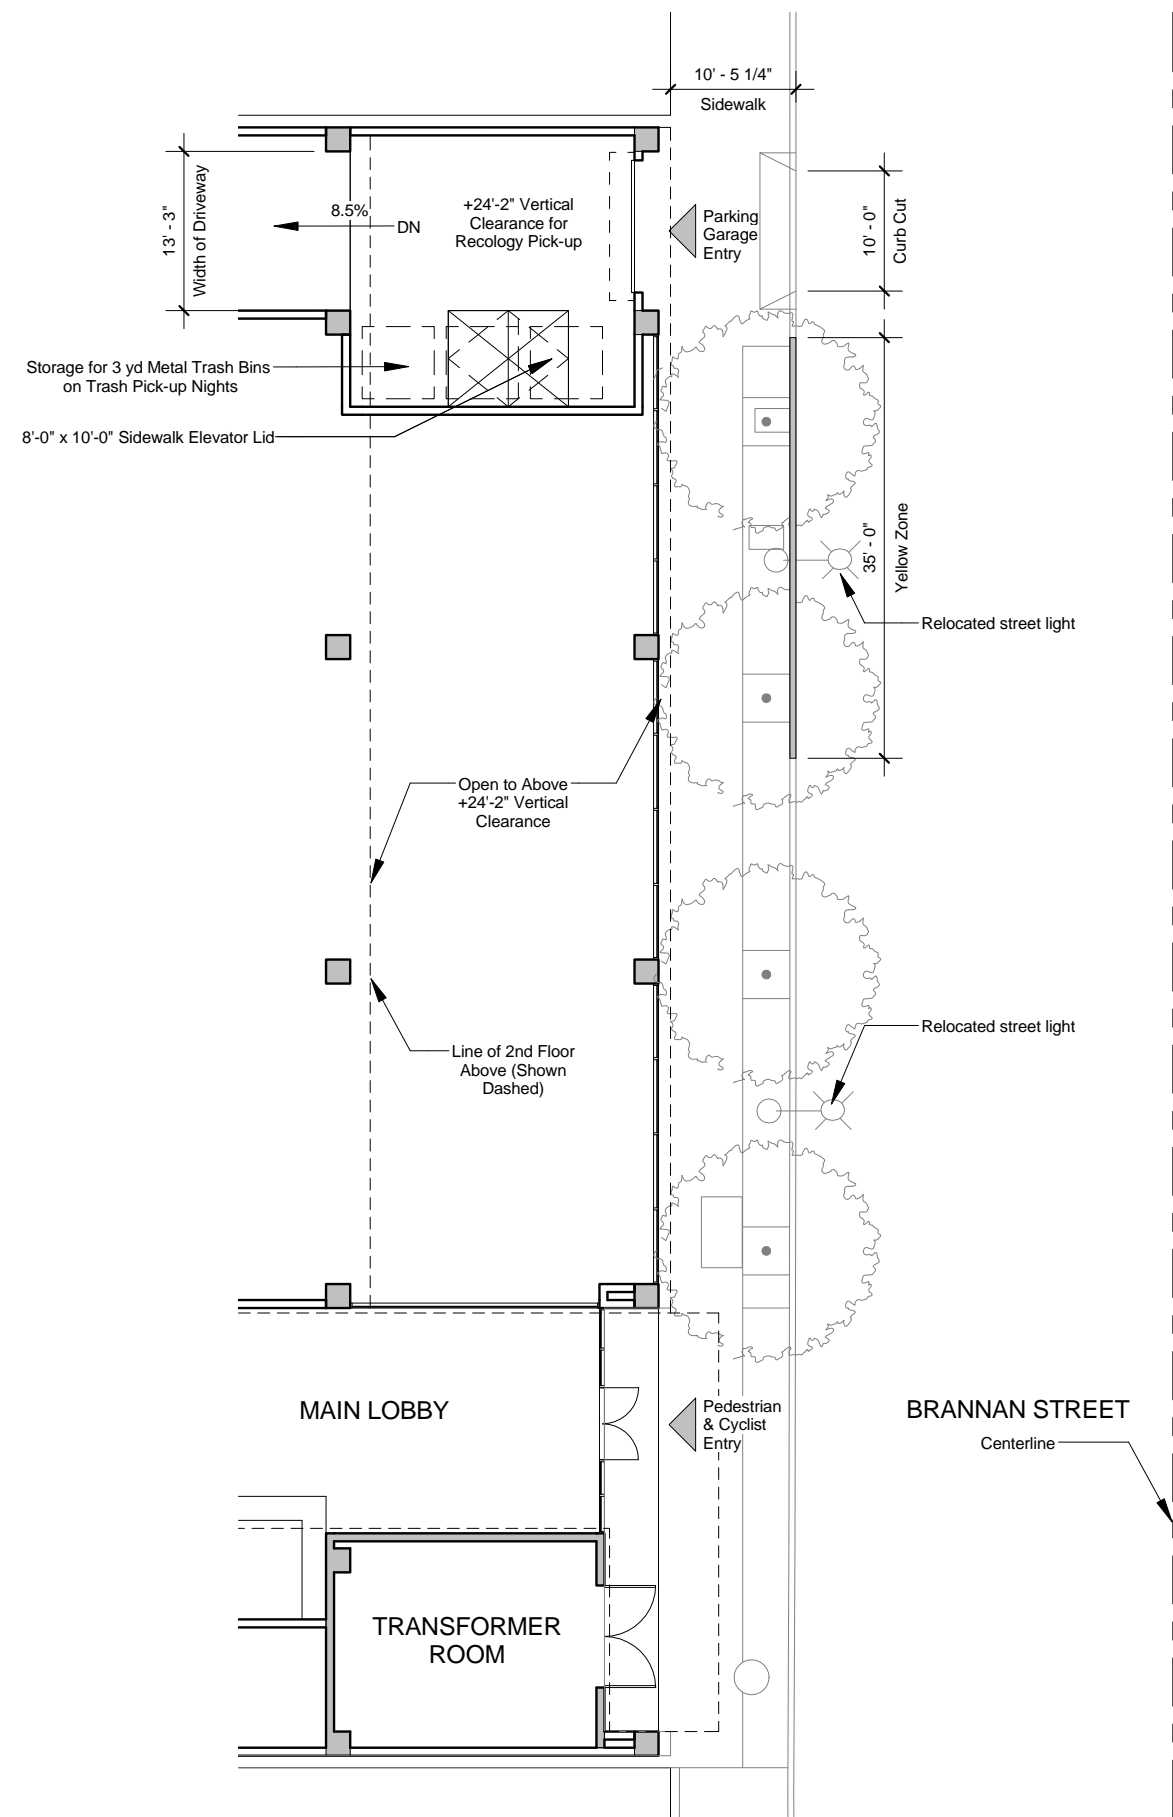 10' - 5 1/4"
Sidewalk
13' - 3"
Width of Driveway
8.5%
DN
+24'-2" Vertical
Clearance for
Recology Pick-up
Parking
Garage
Entry
10' - 0"
Curb Cut
Storage for 3 yd Metal Trash Bins
on Trash Pick-up Nights
8'-0" x 10'-0" Sidewalk Elevator Lid
35' - 0"
Yellow Zone
Relocated street light
Open to Above
+24'-2" Vertical
Clearance
Relocated street light
Line of 2nd Floor
Above (Shown
Dashed)
MAIN LOBBY
Pedestrian
& Cyclist
Entry
BRANNAN STREET
Centerline
TRANSFORMER
ROOM